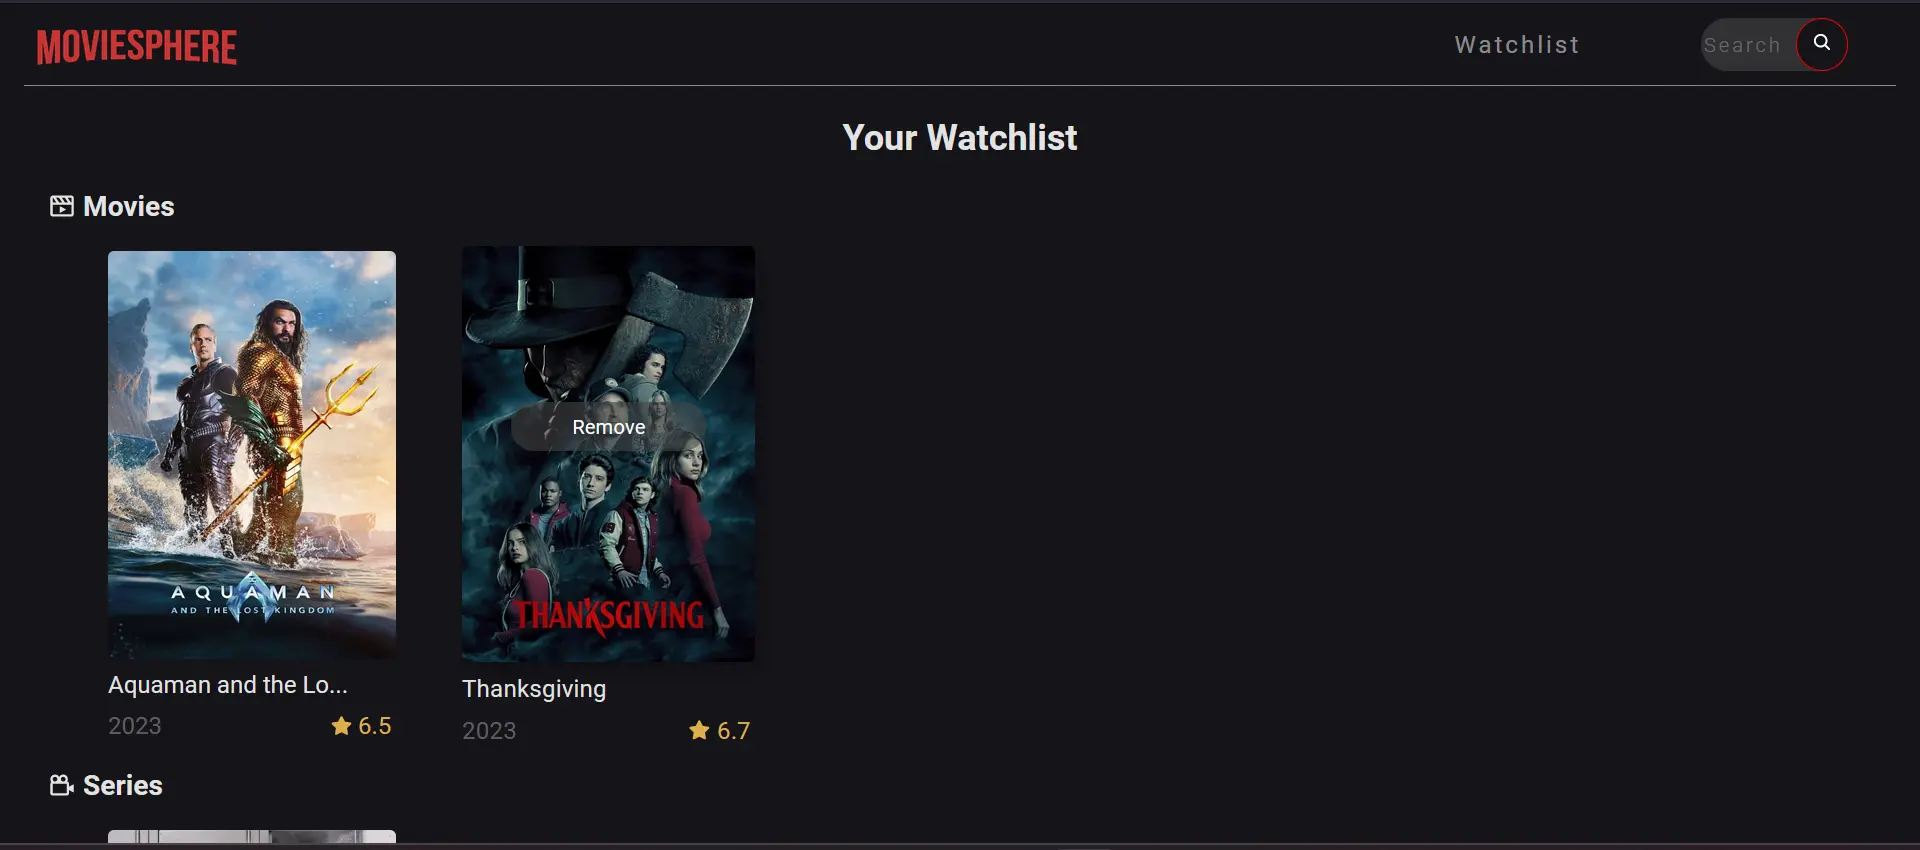 MOVIESPHERE
Watchlist
Search
Your Watchlist
Movies
AQUAMAN
AND THE LOST KINGDOM
Aquaman and the Lo...
2023
6.5
Remove
THANKSGIVING
Thanksgiving
2023
6.7
Series